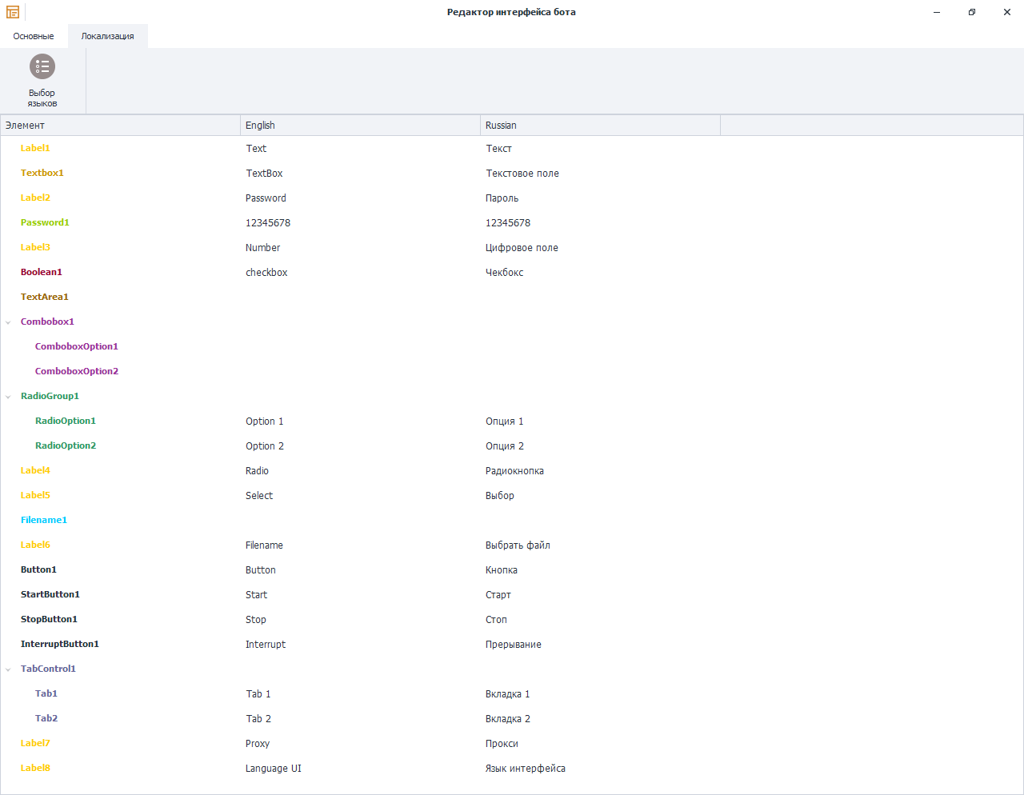 Редактор интерфейса бота
Основные Локализация
Выбор
языков
Элемент English Russian
Label1 Text Текст
Textbox1 TextBox Текстовое поле
Label2 Password Пароль
Password1 12345678 12345678
Label3 Number Цифровое поле
Boolean1 checkbox Чекбокс
TextArea1
Combobox1
ComboboxOption1
ComboboxOption2
RadioGroup1
RadioOption1 Option 1 Опция 1
RadioOption2 Option 2 Опция 2
Label4 Radio Радиокнопка
Label5 Select Выбор
Filename1
Label6 Filename Выбрать файл
Button1 Button Кнопка
StartButton1 Start Старт
StopButton1 Stop Стоп
InterruptButton1 Interrupt Прерывание
TabControl1
Tab1 Tab 1 Вкладка 1
Tab2 Tab 2 Вкладка 2
Label7 Proxy Прокси
Label8 Language UI Язык интерфейса